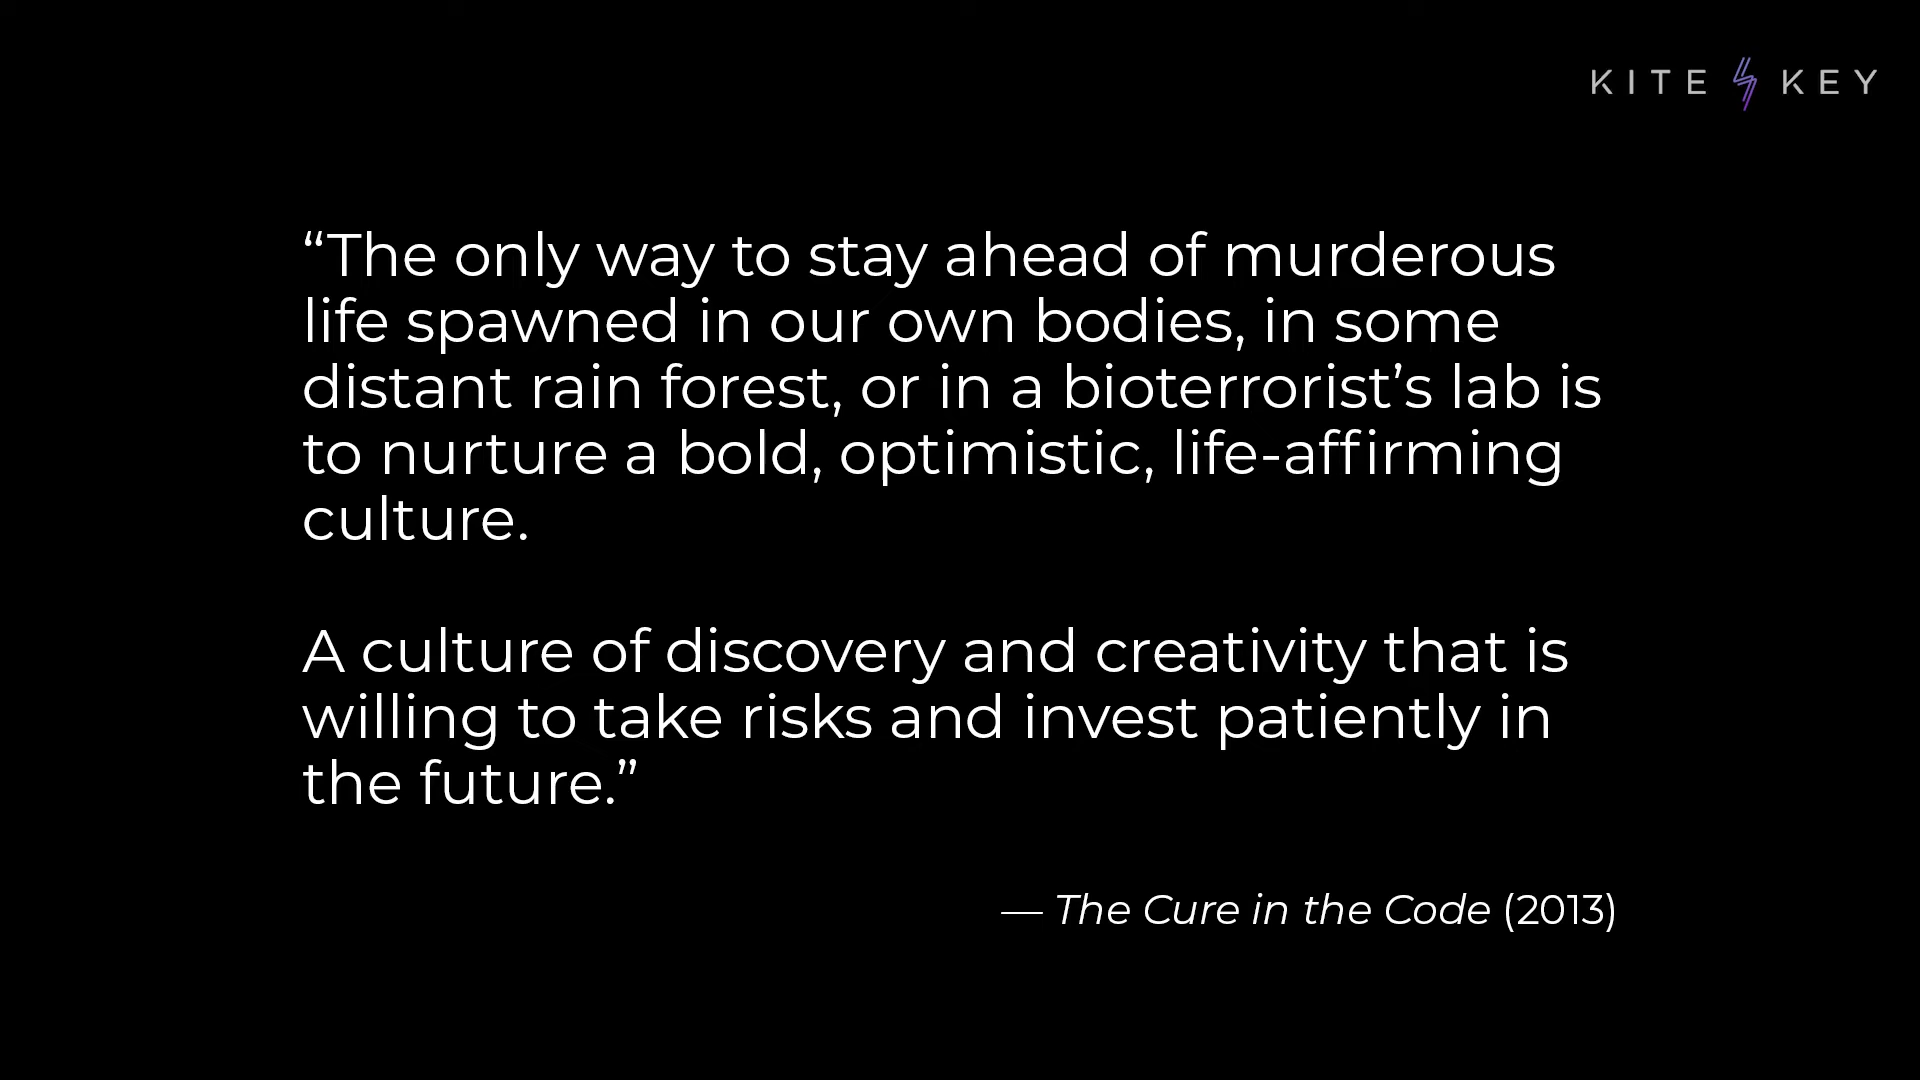 KITE KEY
“The only way to stay ahead of murderous
life spawned in our own bodies, in some
distant rain forest, or in a bioterrorist’s lab is
to nurture a bold, optimistic, life-affirming
culture.
A culture of discovery and creativity that is
willing to take risks and invest patiently in
the future.”
— The Cure in the Code (2013)